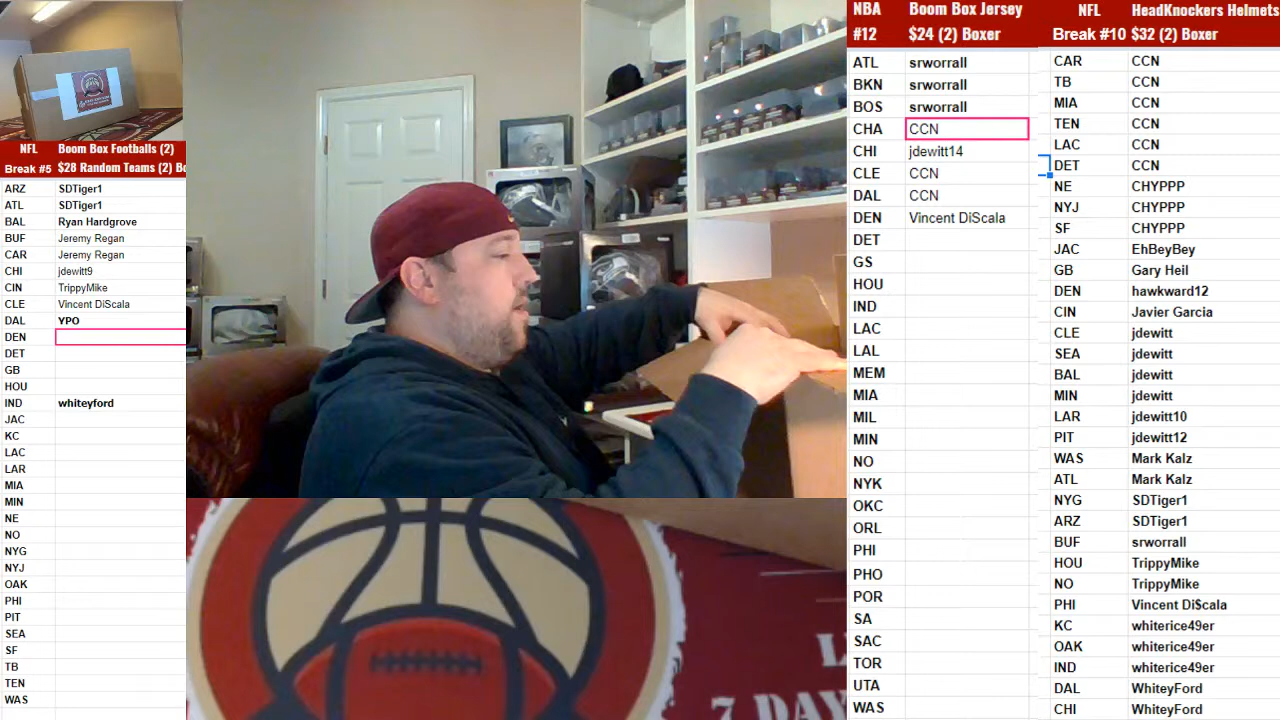 NFL Boom Box Footballs (2)
Break #5 $28 Random Teams (2) Bo
ARZ SDTiger1
ATL SDTiger1
BAL Ryan Hardgrove
BUF Jeremy Regan
CAR Jeremy Regan
CHI jdewitt9
CIN TrippyMike
CLE Vincent DiScala
DAL YPO
DEN
DET
GB
HOU
IND whiteyford
JAC
KC
LAC
LAR
MIA
MIN
NE
NO
NYG
NYJ
OAK
PHI
PIT
SEA
SF
TB
TEN
WAS
7 DAY
NBA Boom Box Jersey
#12 $24 (2) Boxer
ATL srworrall
BKN srworrall
BOS srworrall
CHA CCN
CHI jdewitt14
CLE CCN
DAL CCN
DEN Vincent DiScala
DET
GS
HOU
IND
LAC
LAL
MEM
MIA
MIL
MIN
NO
NYK
OKC
ORL
PHI
PHO
POR
SA
SAC
TOR
UTA
WAS
NFL HeadKnockers Helmets
Break #10 $32 (2) Boxer
CAR CCN
TB CCN
MIA CCN
TEN CCN
LAC CCN
DET CCN
NE CHYPPP
NYJ CHYPPP
SF CHYPPP
JAC EhBeyBey
GB Gary Heil
DEN hawkward12
CIN Javier Garcia
CLE jdewitt
SEA jdewitt
BAL jdewitt
MIN jdewitt
LAR jdewitt10
PIT jdewitt12
WAS Mark Kalz
ATL Mark Kalz
NYG SDTiger1
ARZ SDTiger1
BUF srworrall
HOU TrippyMike
NO TrippyMike
PHI Vincent DiScala
KC whiterice49er
OAK whiterice49er
IND whiterice49er
DAL WhiteyFord
CHI WhiteyFord